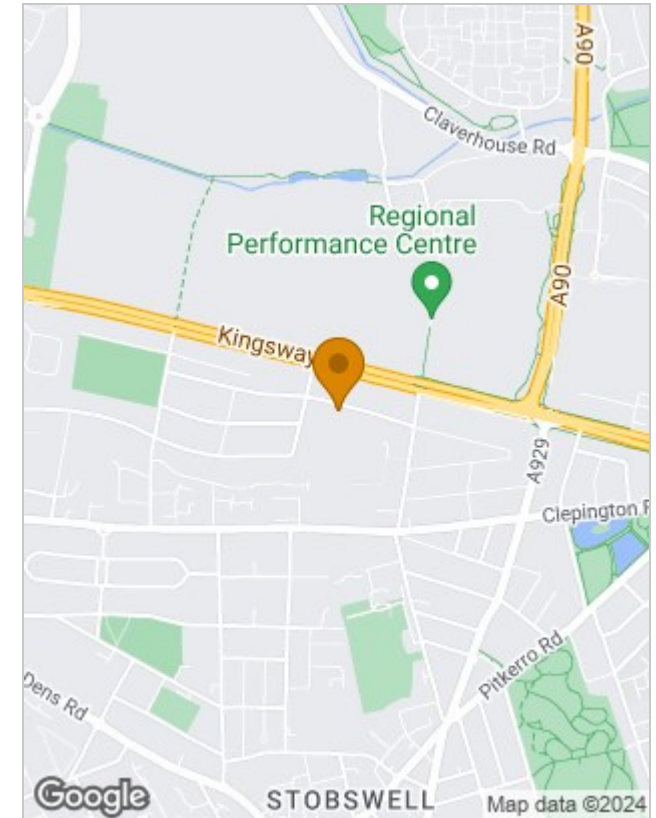 A90
Claverhouse Rd
Regional
Performance Centre
A90
Kingsway
A929
Clepington R
Pitkerro Rd
Dens Rd
STOBSWELL
Google
Map data ©2024